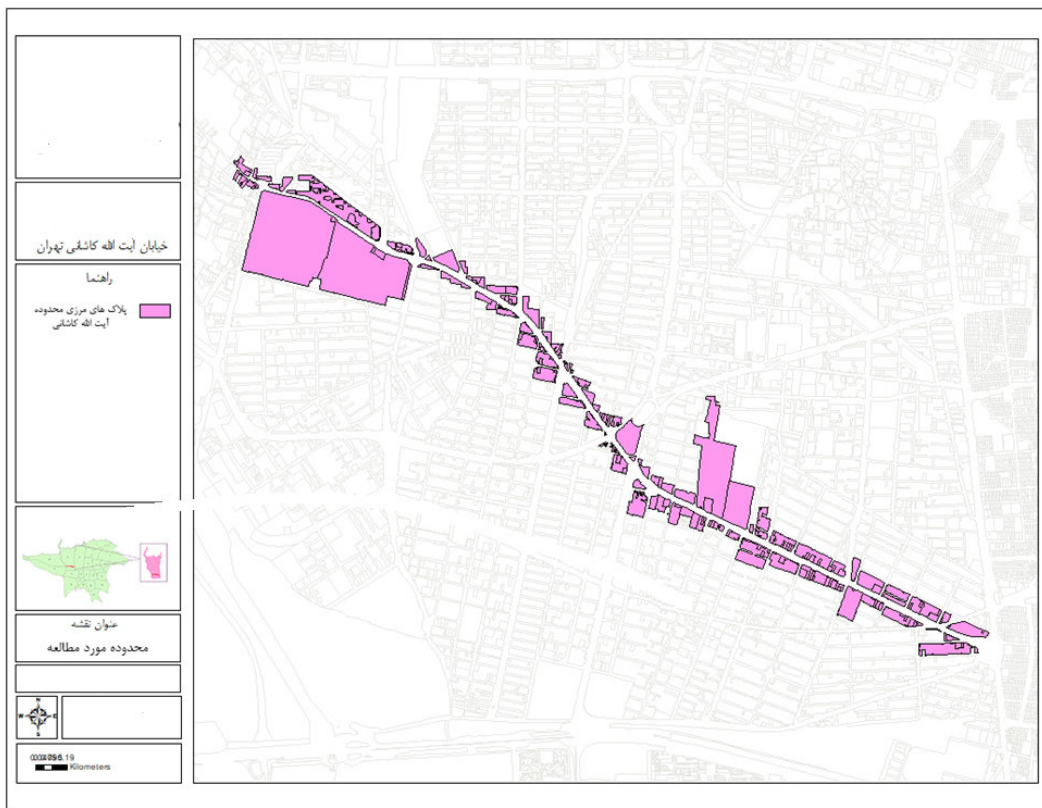 خیابان آیت الله کاشانی تهران
راهنما
پلاک های مرزی محدوده
آیت الله کاشانی
عنوان نقشه
محدوده مورد مطالعه
N
W E
S
Kilometers